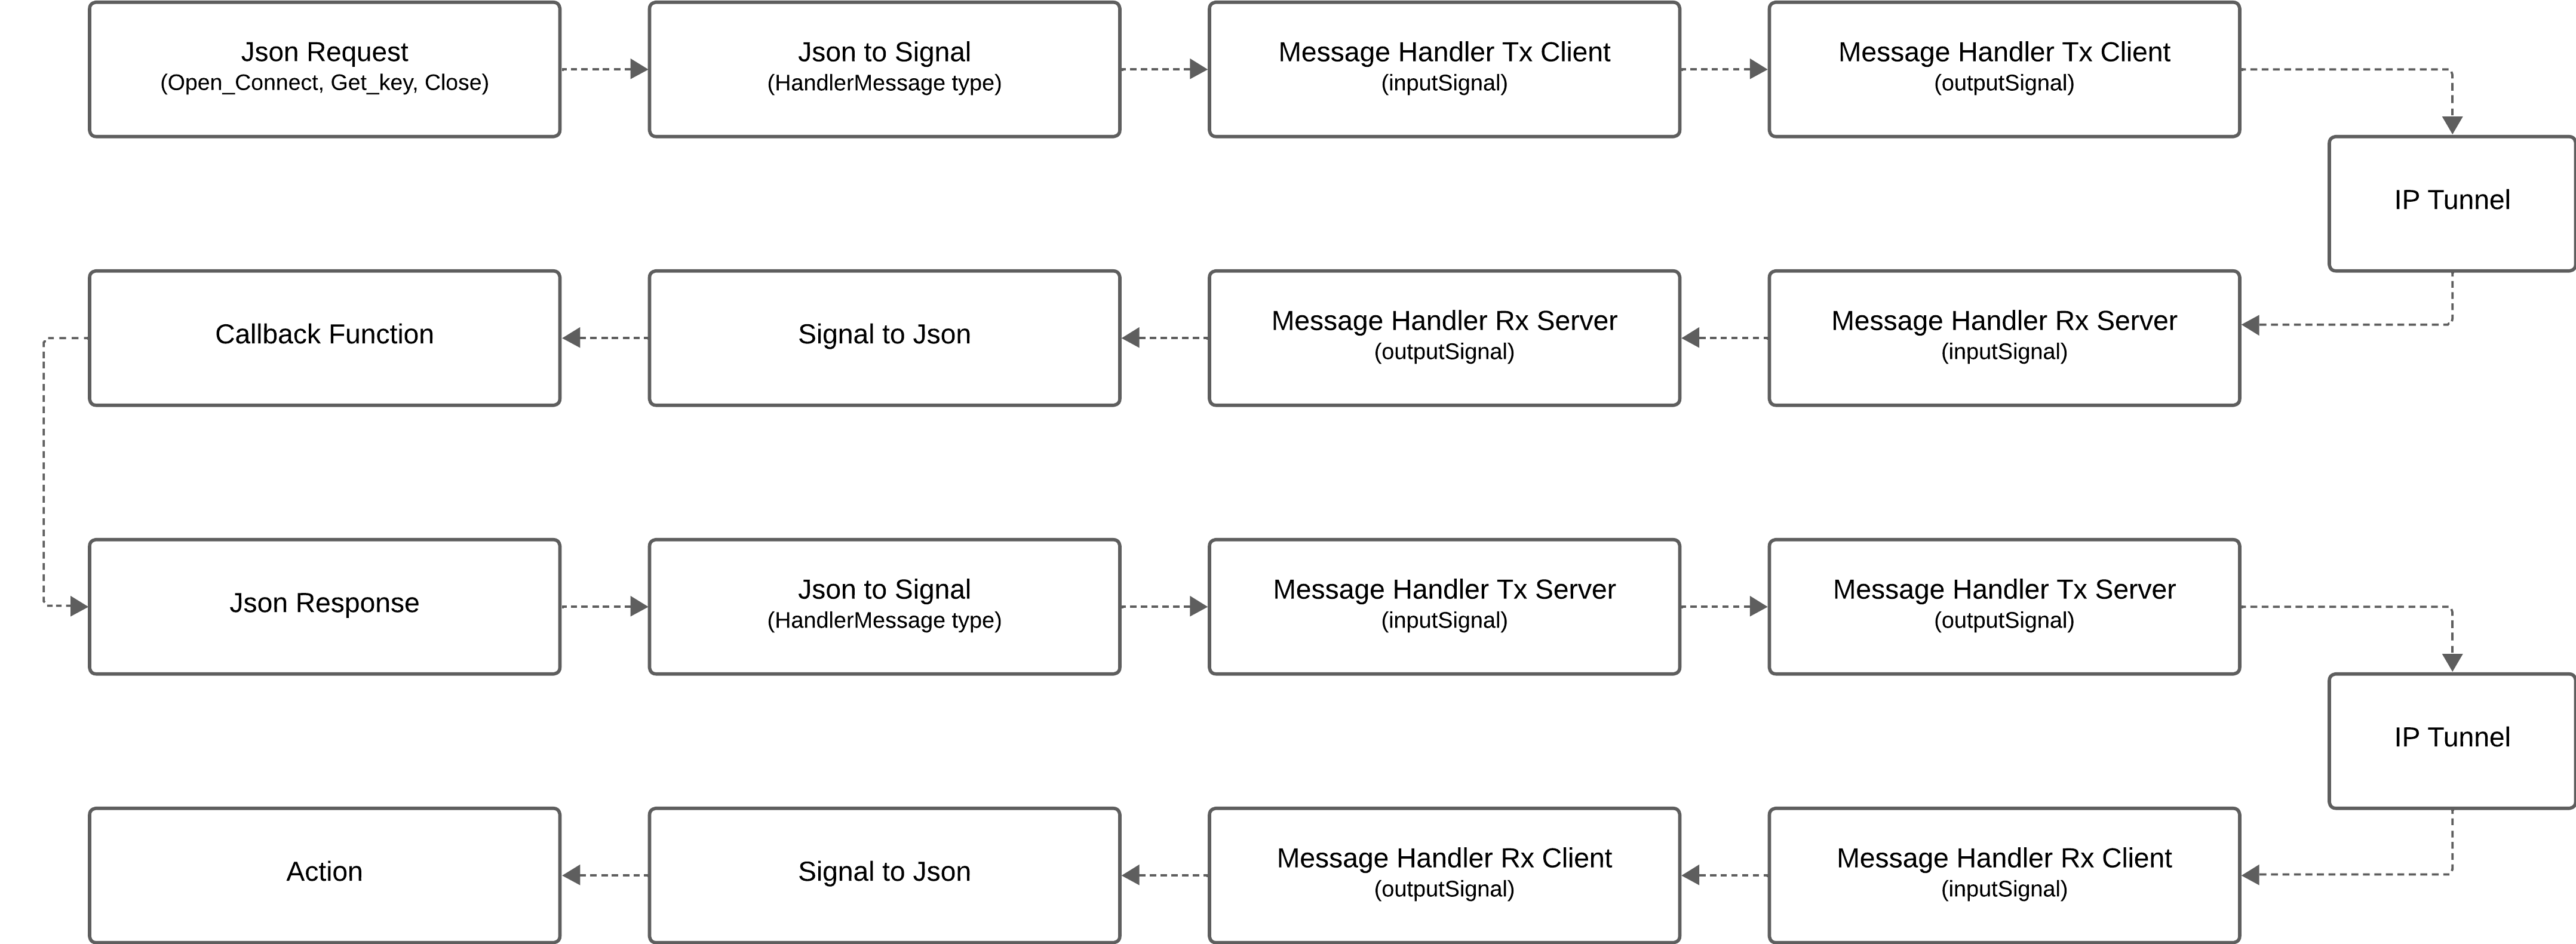 Json Request
(Open_Connect, Get_key, Close)
Json to Signal
(HandlerMessage type)
Message Handler Tx Client
(inputSignal)
Message Handler Tx Client
(outputSignal)
IP Tunnel
Callback Function
Signal to Json
Message Handler Rx Server
(outputSignal)
Message Handler Rx Server
(inputSignal)
Json Response
Json to Signal
(HandlerMessage type)
Message Handler Tx Server
(inputSignal)
Message Handler Tx Server
(outputSignal)
IP Tunnel
Action
Signal to Json
Message Handler Rx Client
(outputSignal)
Message Handler Rx Client
(inputSignal)